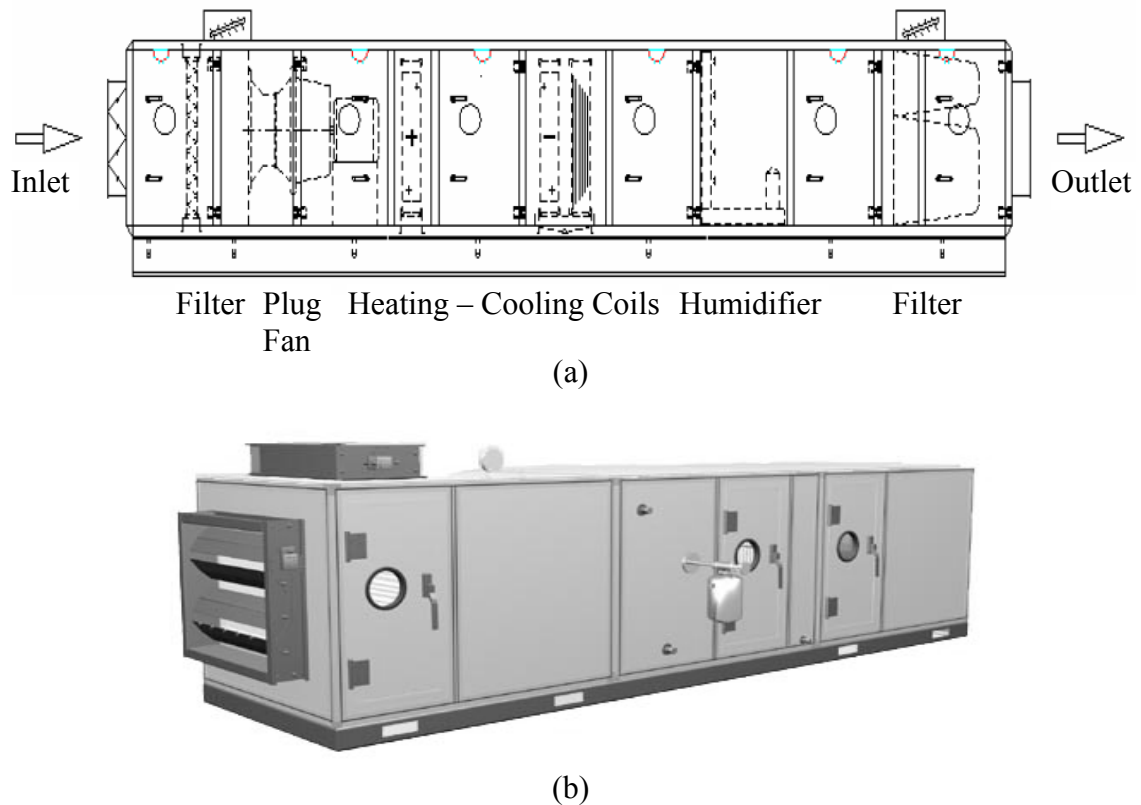 Inlet
Outlet
Filter Plug Heating – Cooling Coils Humidifier Filter
Fan
(a)
(b)